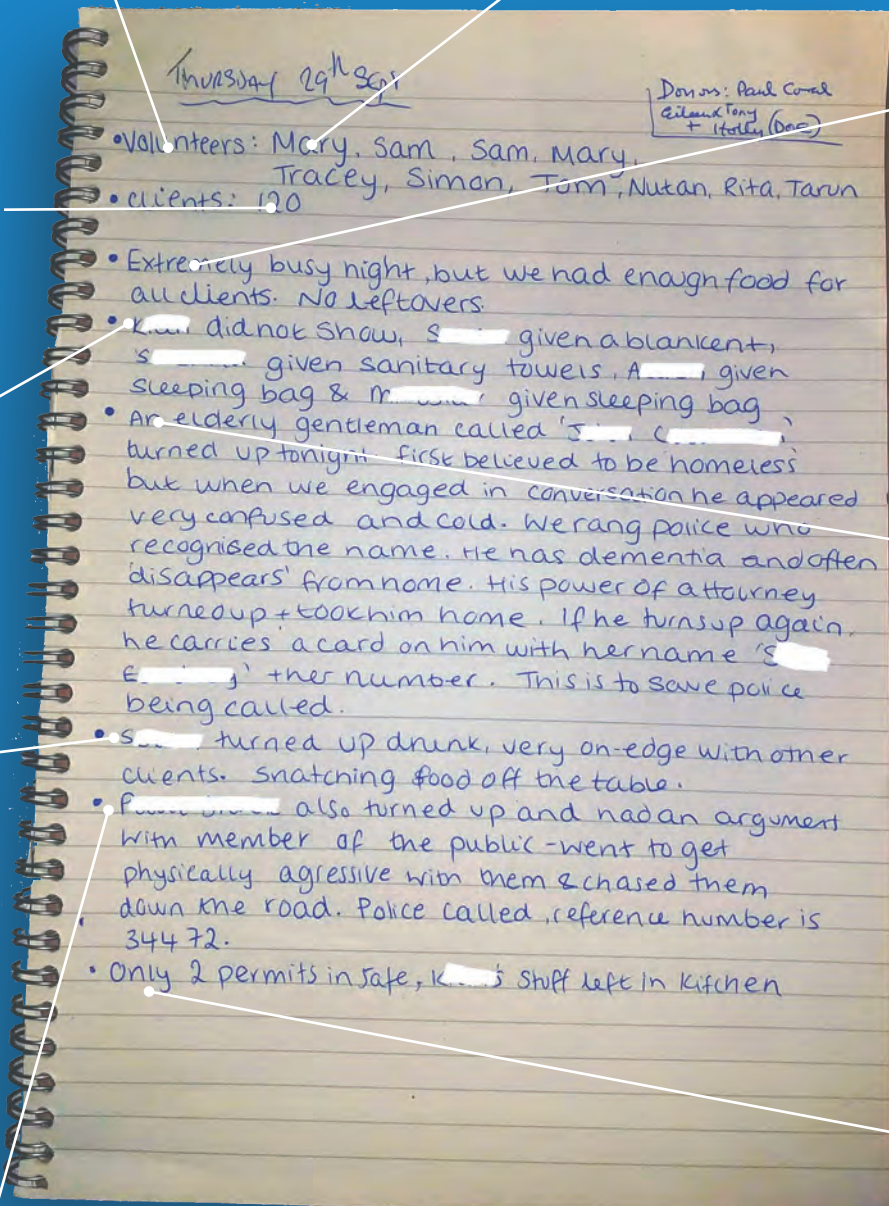 Thursday 29th Sept
Donors: Paul
+ Holly (Dog)
• Volunteers: Mary, Sam, Sam, Mary,
Tracey, Simon, Tom, Nutan, Rita, Tarun
• clients: 120
• Extremely busy night, but we had enough food for
all clients. No leftovers.
• K did not show, S given a blankent,
S given sanitary towels. A given
sleeping bag & M given sleeping bag
• An elderly gentleman called 'J C'
turned up tonight first believed to be homeless
but when we engaged in conversation he appeared
very confused and cold. We rang police who
recognised the name. He has dementia and often
'disappears' from home. His power of attourney
turned up + took him home. If he turns up again,
he carries a card on him with her name 'S
E' + her number. This is to save police
being called.
• S turned up drunk, very on-edge with other
clients. Snatching food off the table.
• P also turned up and had an argument
with member of the public - went to get
physically agressive with them & chased them
down the road. Police called, reference number is
34472.
• Only 2 permits in safe, K's stuff left in kitchen